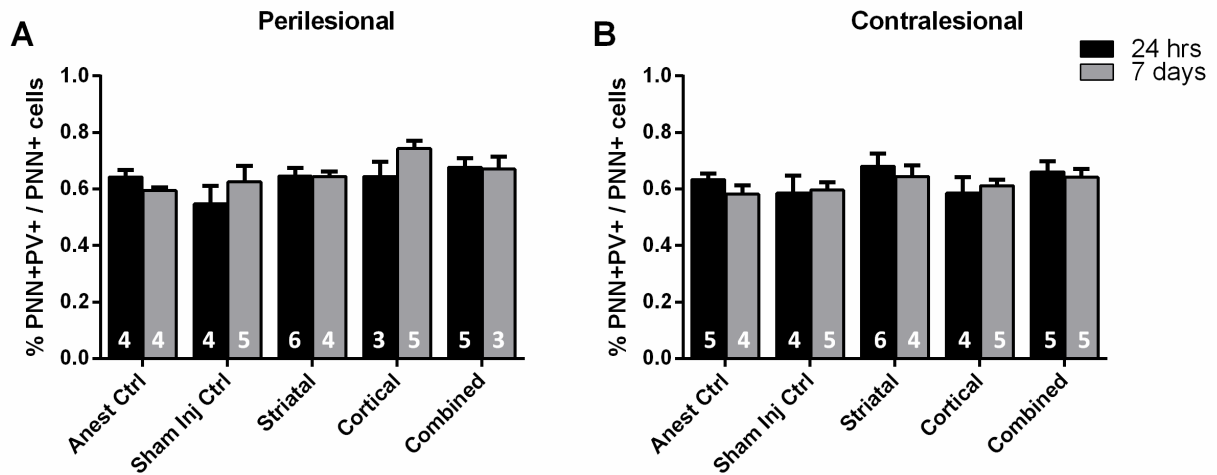 Perilesional
Contralesional
A
B
24 hrs
7 days
% PNN+PV+ / PNN+ cells
1.0
0.8
0.6
0.4
0.2
0.0
4 4 4 5 6 4 3 5 5 3
Anest Ctrl
Sham Inj Ctrl
Striatal
Cortical
Combined
% PNN+PV+ / PNN+ cells
1.0
0.8
0.6
0.4
0.2
0.0
5 4 4 5 6 4 4 5 5 5
Anest Ctrl
Sham Inj Ctrl
Striatal
Cortical
Combined